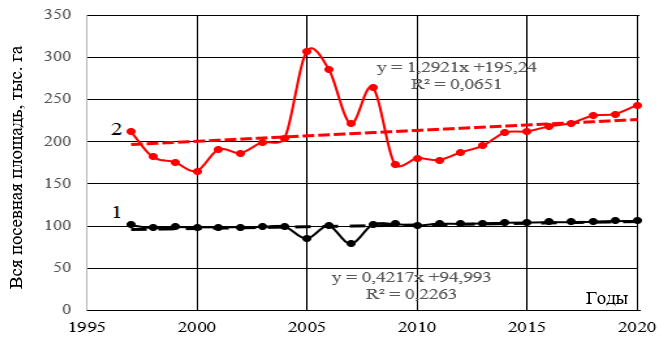 Вся посевная площадь, тыс. га
350
300
250
200
150
100
50
0
y = 1,2921x +195,24
R² = 0,0651
2
1
y = 0,4217x +94,993
R² = 0,2263
Годы
1995
2000
2005
2010
2015
2020